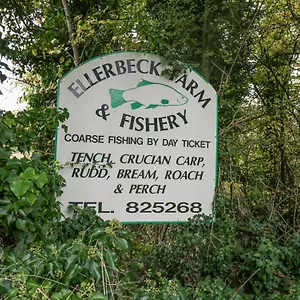 ELLERBECK FARM
& FISHERY
COARSE FISHING BY DAY TICKET
TENCH, CRUCIAN CARP,
RUDD, BREAM, ROACH
& PERCH
TEL. 825268